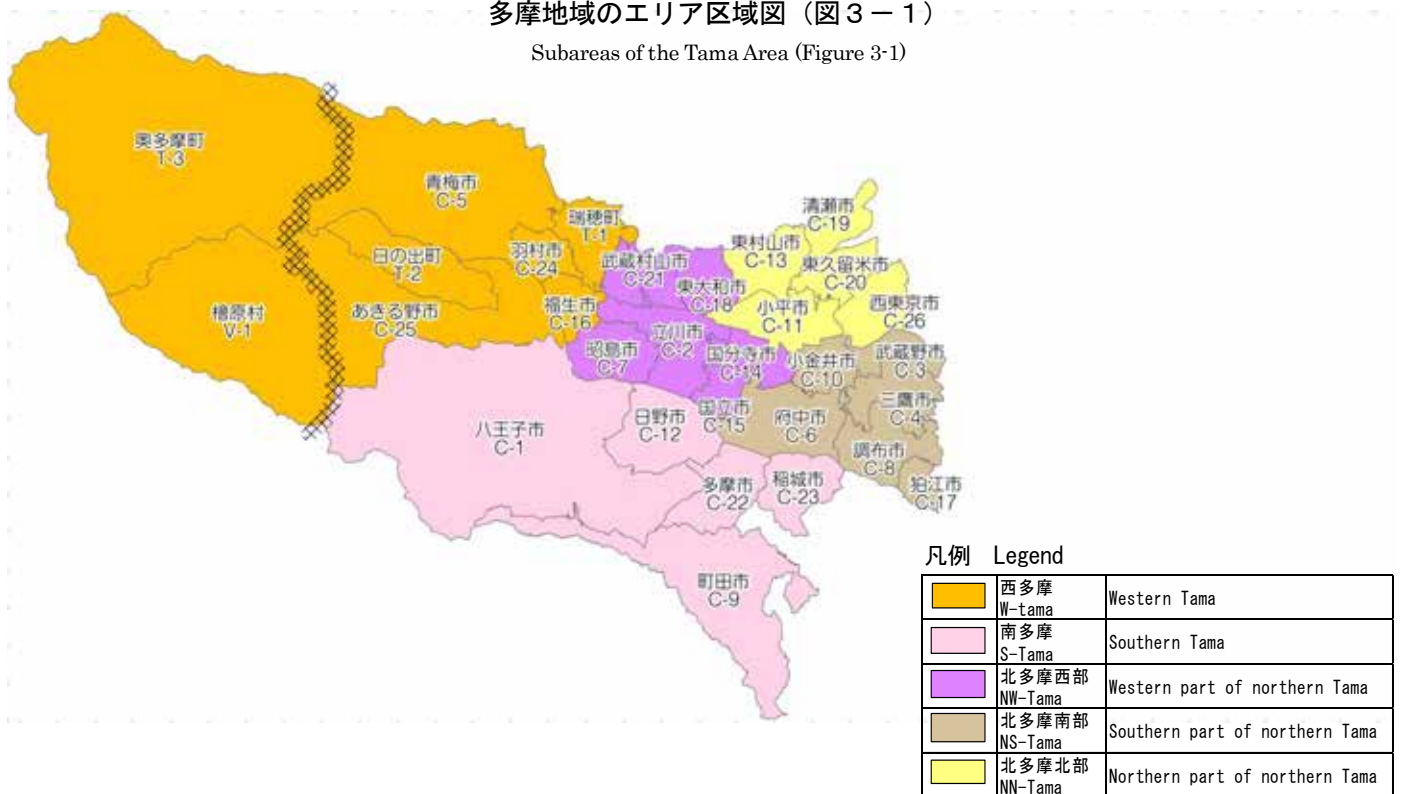 多摩地域のエリア区域図（図３－１）
Subareas of the Tama Area (Figure 3-1)
奥多摩町
T-3
青梅市
C-5
瑞穂町
T-1
清瀬市
C-19
東村山市
C-13
羽村市
C-24
日の出町
T-2
武蔵村山市
C-21
東久留米市
C-20
東大和市
C-18
檜原村
V-1
あきる野市
C-25
福生市
C-16
小平市
C-11
西東京市
C-26
立川市
C-2
昭島市
C-7
国分寺市
C-14
小金井市
C-10
武蔵野市
C-3
三鷹市
C-4
八王子市
C-1
日野市
C-12
国立市
C-15
府中市
C-6
調布市
C-8
多摩市
C-22
稲城市
C-23
狛江市
C-17
町田市
C-9
凡例 Legend
西多摩
W-tama
Western Tama
南多摩
S-Tama
Southern Tama
北多摩西部
NW-Tama
Western part of northern Tama
北多摩南部
NS-Tama
Southern part of northern Tama
北多摩北部
NN-Tama
Northern part of northern Tama